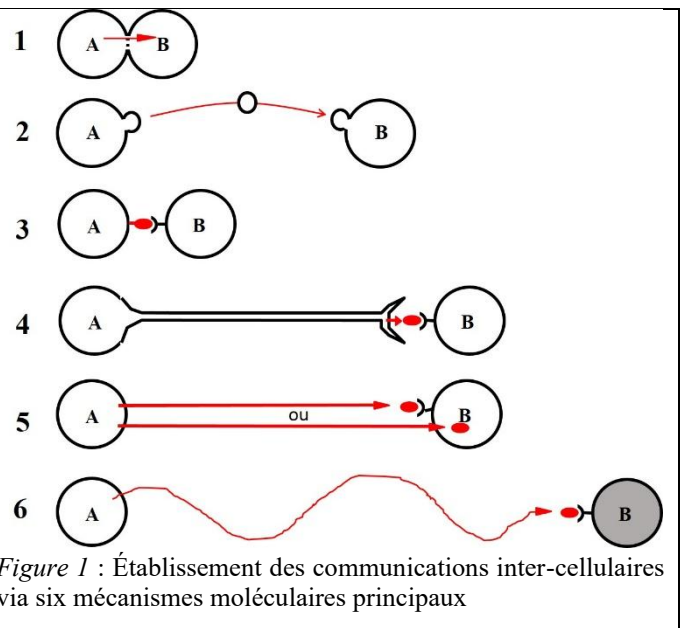 1 A B
2 A B
3 A B
4 A B
5 A ou B
6 A B
Figure 1 : Établissement des communications inter-cellulaires
via six mécanismes moléculaires principaux